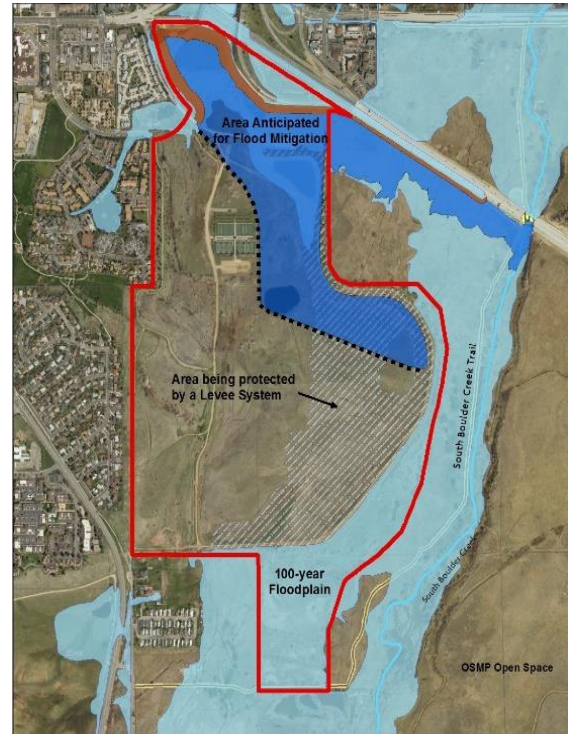 Area Anticipated
for Flood Mitigation
Area being protected
by a Levee System
South Boulder Creek Trail
100-year
Floodplain
South Boulder Creek
OSMP Open Space